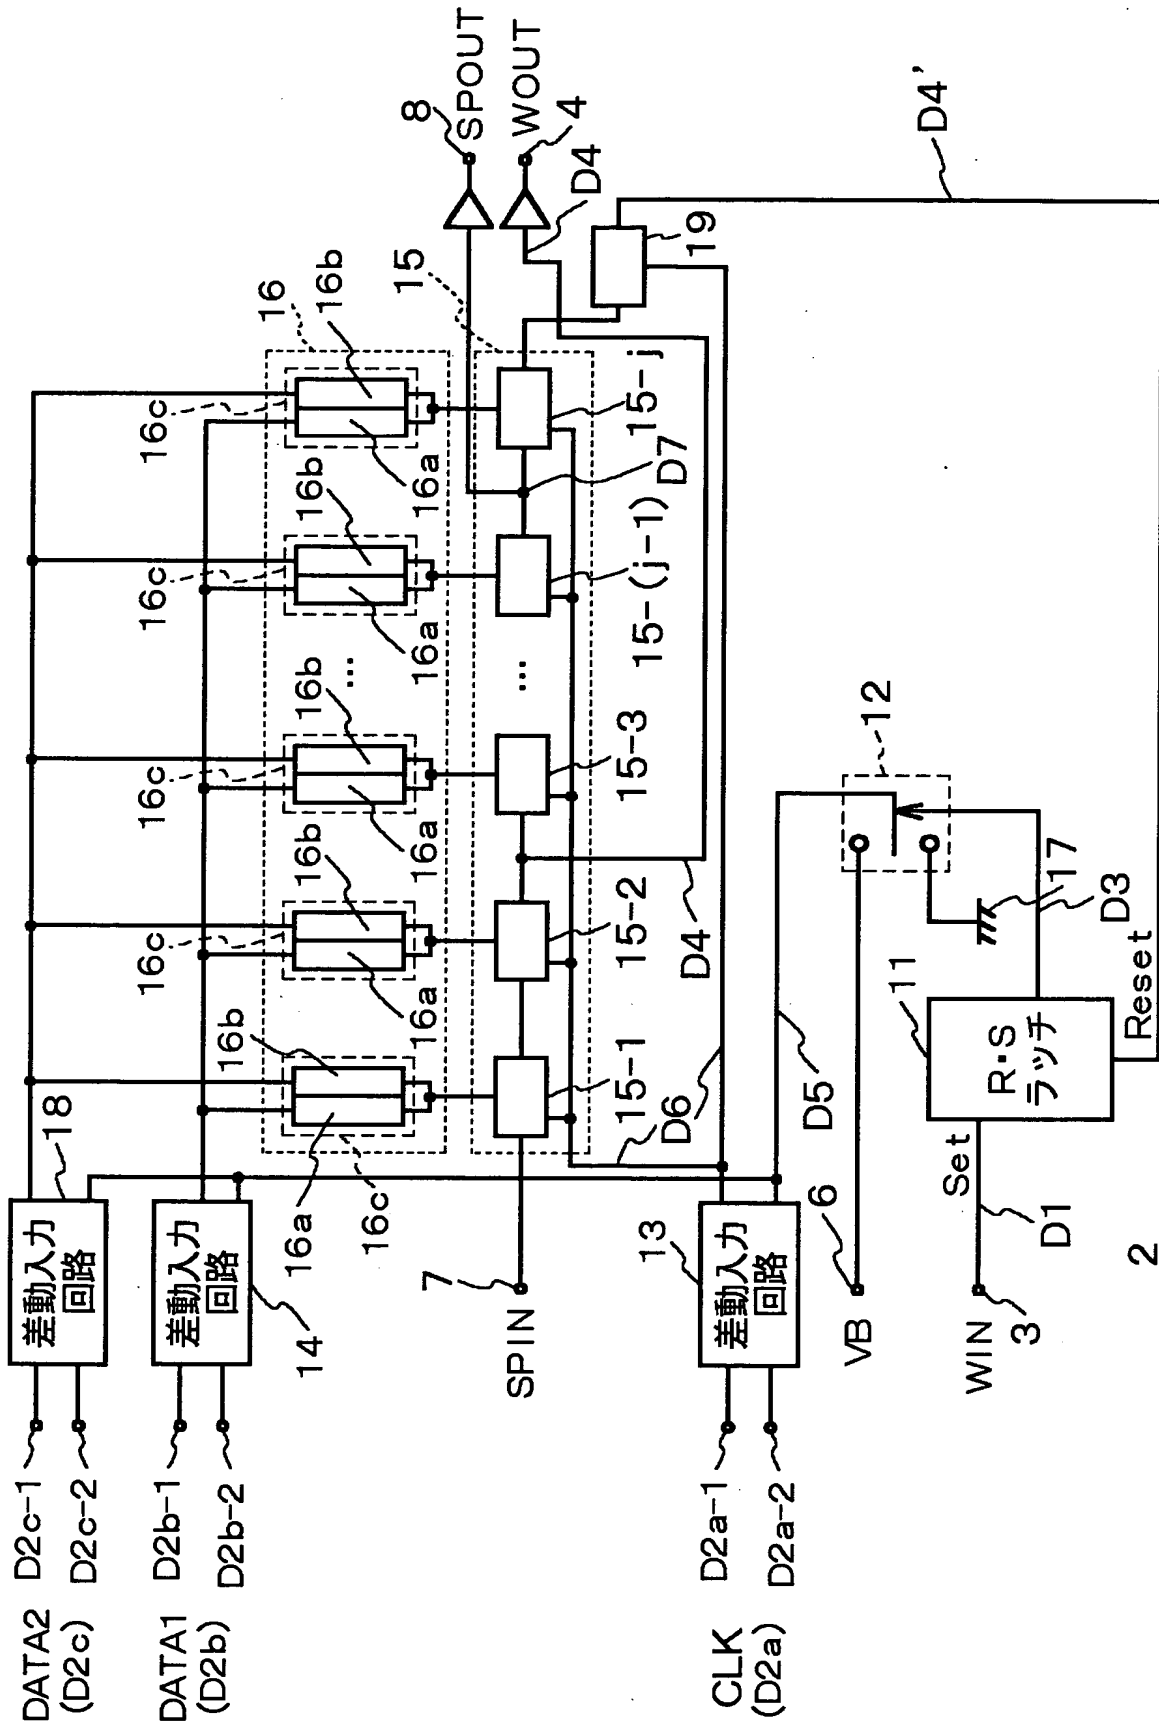 DATA2 D2c-1
(D2c) D2c-2
差動入力
回路
18
DATA1 D2b-1
(D2b) D2b-2
差動入力
回路
14
16c
16c
16c
16c
16c
16
16a
16b
16a
16b
16a
16b
...
16a
16b
16a
16b
15
8
SPOUT
WOUT
4
D4
SPIN
7
15-1
15-2
15-3
...
15-(j-1)
D7
15-j
19
D4'
D6
D4
CLK D2a-1
(D2a) D2a-2
差動入力
回路
13
VB
6
D5
12
17
WIN
3
D1
Set
R・S
ラッチ
11
D3
Reset
2